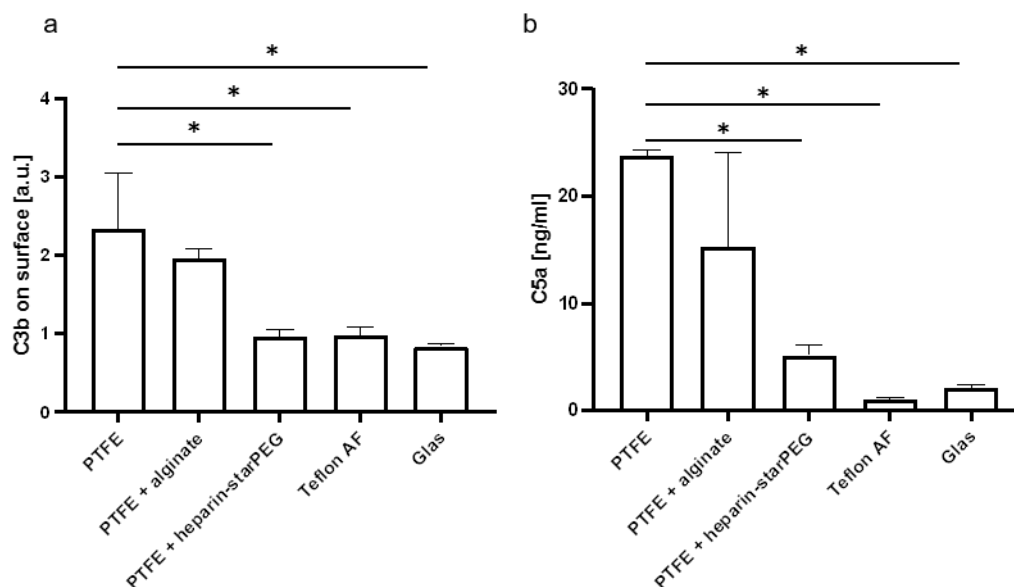 a
*
*
*
C3b on surface [a.u.]
4
3
2
1
0
PTFE
PTFE + alginate
PTFE + heparin-starPEG
Teflon AF
Glas
b
*
*
*
C5a [ng/ml]
30
20
10
0
PTFE
PTFE + alginate
PTFE + heparin-starPEG
Teflon AF
Glas